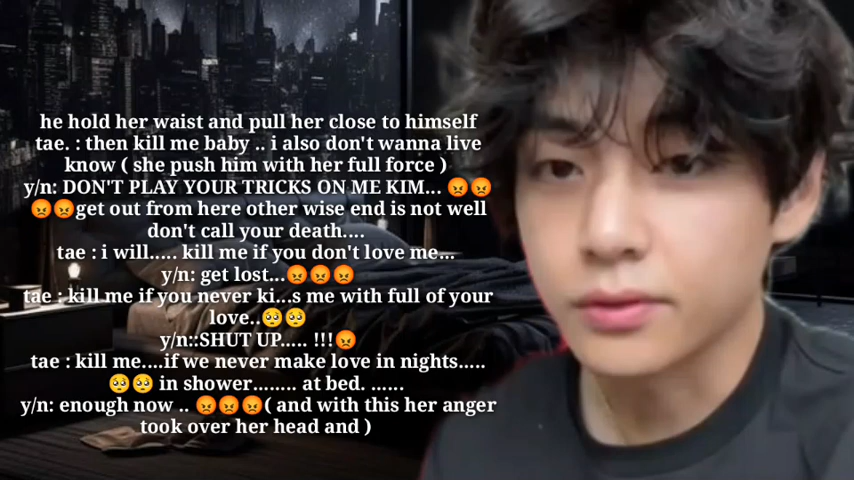 he hold her waist and pull her close to himself
tae. : then kill me baby .. i also don't wanna live
know ( she push him with her full force )
y/n: DON'T PLAY YOUR TRICKS ON ME KIM... 😡😡
😡😡get out from here other wise end is not well
don't call your death....
tae : i will..... kill me if you don't love me...
y/n: get lost...😡😡😡
tae : kill me if you never ki...s me with full of your
love..🥺🥺
y/n::SHUT UP..... !!!😡
tae : kill me....if we never make love in nights.....
🥺🥺 in shower........ at bed. ......
y/n: enough now .. 😡😡😡( and with this her anger
took over her head and )